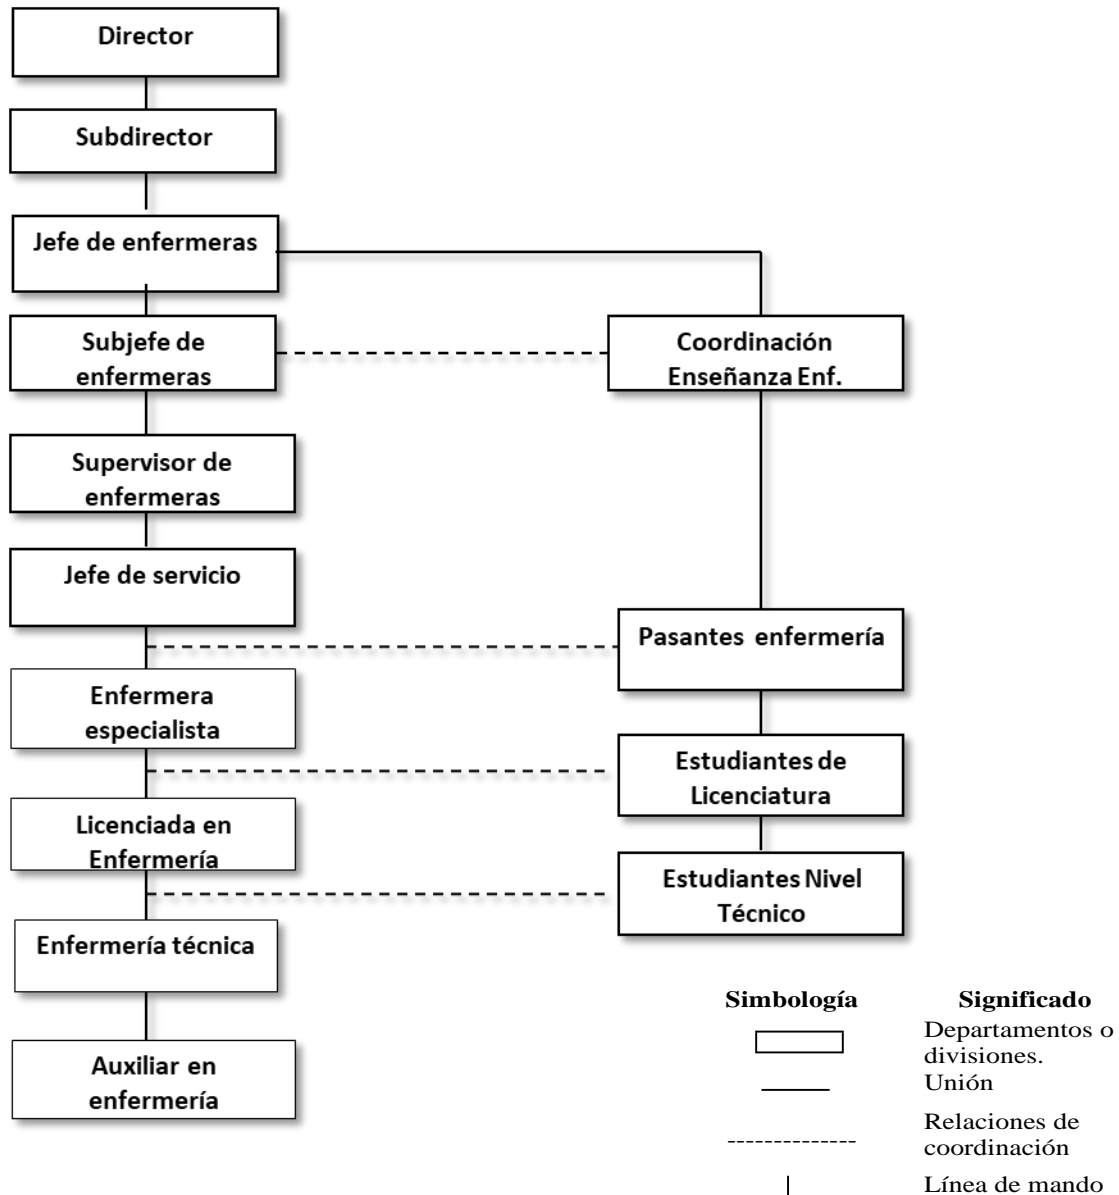 Director
Subdirector
Jefe de enfermeras
Subjefe de
enfermeras
Coordinación
Enseñanza Enf.
Supervisor de
enfermeras
Jefe de servicio
Pasantes enfermería
Enfermera
especialista
Estudiantes de
Licenciatura
Licenciada en
Enfermería
Estudiantes Nivel
Técnico
Enfermería técnica
Auxiliar en
enfermería
Simbología
Significado
Departamentos o
divisiones.
Unión
Relaciones de
coordinación
Línea de mando